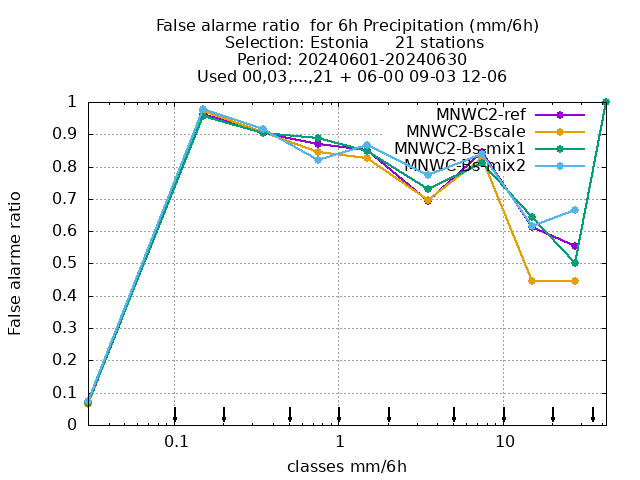 False alarme ratio  for 6h Precipitation (mm/6h)
Selection: Estonia     21 stations
Period: 20240601-20240630
Used 00,03,...,21 + 06-00 09-03 12-06
MNWC2-ref
MNWC2-Bscale
MNWC2-Bs-mix1
MNWC-Bs-mix2
1
0.9
0.8
0.7
0.6
0.5
0.4
0.3
0.2
0.1
0
False alarme ratio
0.1 1 10
classes mm/6h